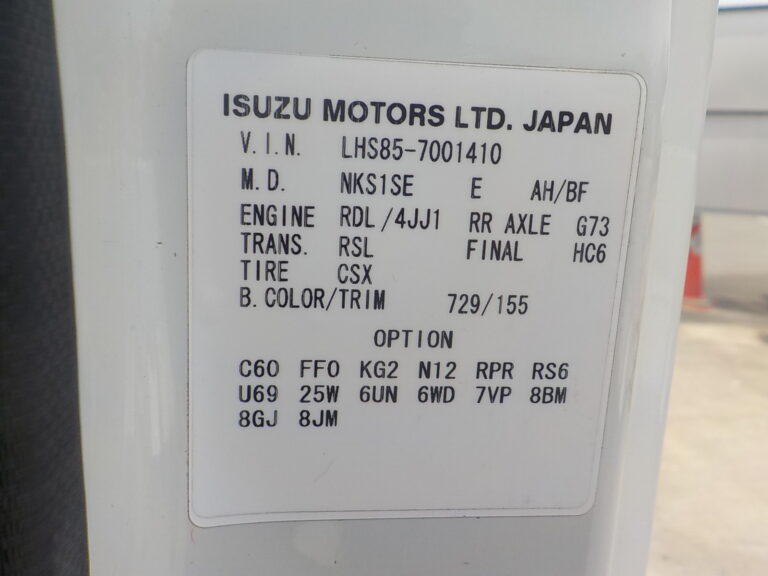 ISUZU MOTORS LTD. JAPAN
V.I.N. LHS85-7001410
M.D. NKS1SE E AH/BF
ENGINE RDL/4JJ1 RR AXLE G73
TRANS. RSL FINAL HC6
TIRE CSX
B.COLOR/TRIM 729/155
OPTION
C60 FF0 KG2 N12 RPR RS6
U69 25W 6UN 6WD 7VP 8BM
8GJ 8JM